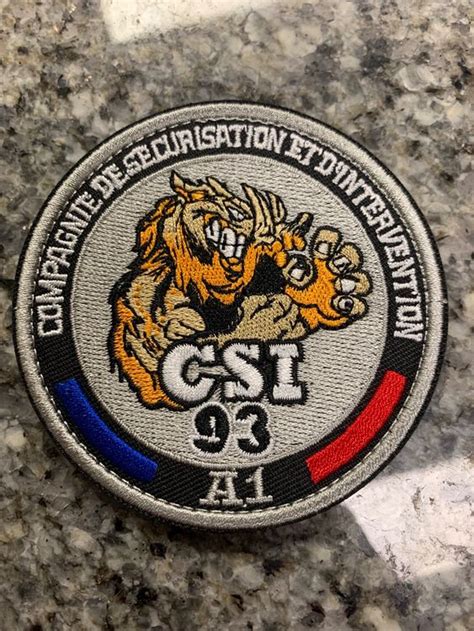 COMPAGNIE DE SECURISATION ET D'INTERVENTION
CSI
93
A1